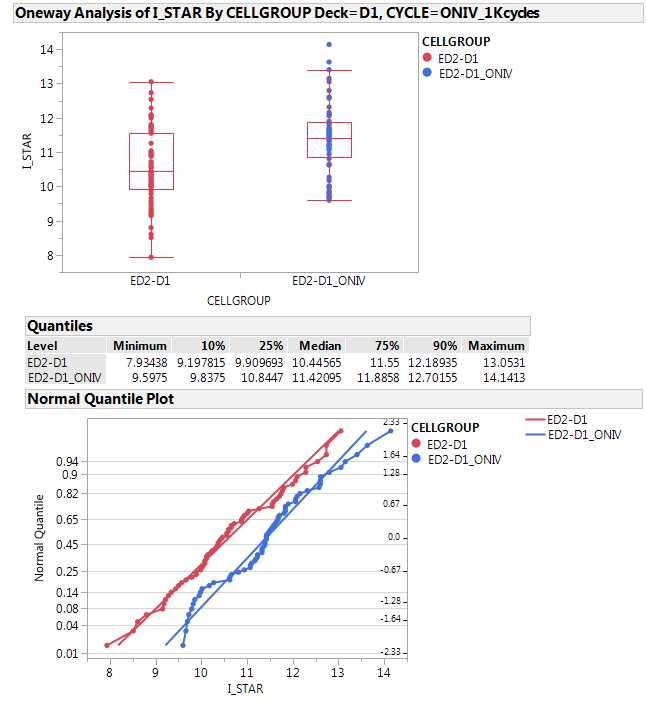 Oneway Analysis of I_STAR By CELLGROUP Deck=D1, CYCLE=ONIV_1Kcycles
CELLGROUP
ED2-D1
ED2-D1_ONIV
14
13
12
11
10
9
8
I_STAR
ED2-D1 ED2-D1_ONIV
CELLGROUP
Quantiles
Level Minimum 10% 25% Median 75% 90% Maximum
ED2-D1 7.93438 9.197815 9.909693 10.44565 11.55 12.18935 13.0531
ED2-D1_ONIV 9.5975 9.8375 10.8447 11.42095 11.8858 12.70155 14.1413
Normal Quantile Plot
CELLGROUP
ED2-D1
ED2-D1_ONIV
ED2-D1
ED2-D1_ONIV
Normal Quantile
0.94
0.9
0.82
0.65
0.45
0.25
0.14
0.08
0.04
0.01
2.33
1.64
1.28
0.67
0.0
-0.67
-1.28
-1.64
-2.33
8 9 10 11 12 13 14
I_STAR